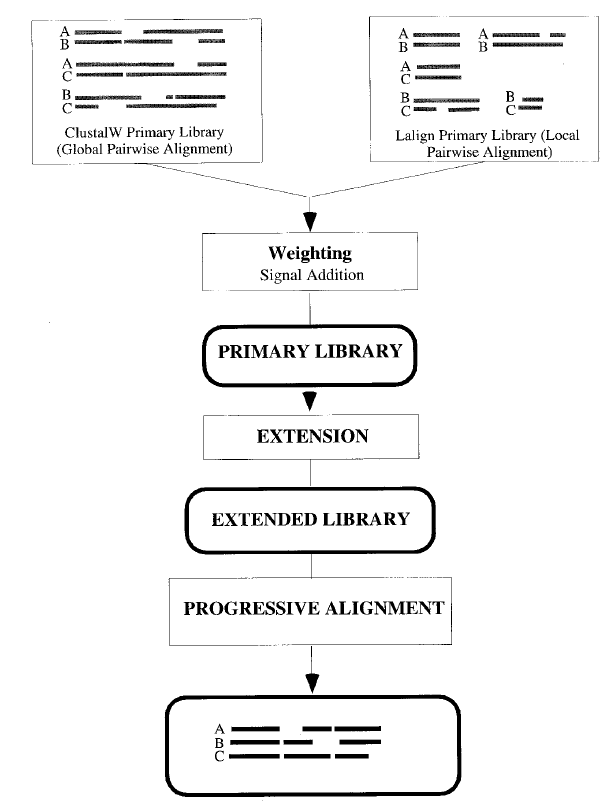 A
B
A
C
B
C
ClustalW Primary Library
(Global Pairwise Alignment)
A
B
A
B
A
C
B
C
B
C
Lalign Primary Library (Local
Pairwise Alignment)
Weighting
Signal Addition
PRIMARY LIBRARY
EXTENSION
EXTENDED LIBRARY
PROGRESSIVE ALIGNMENT
A
B
C